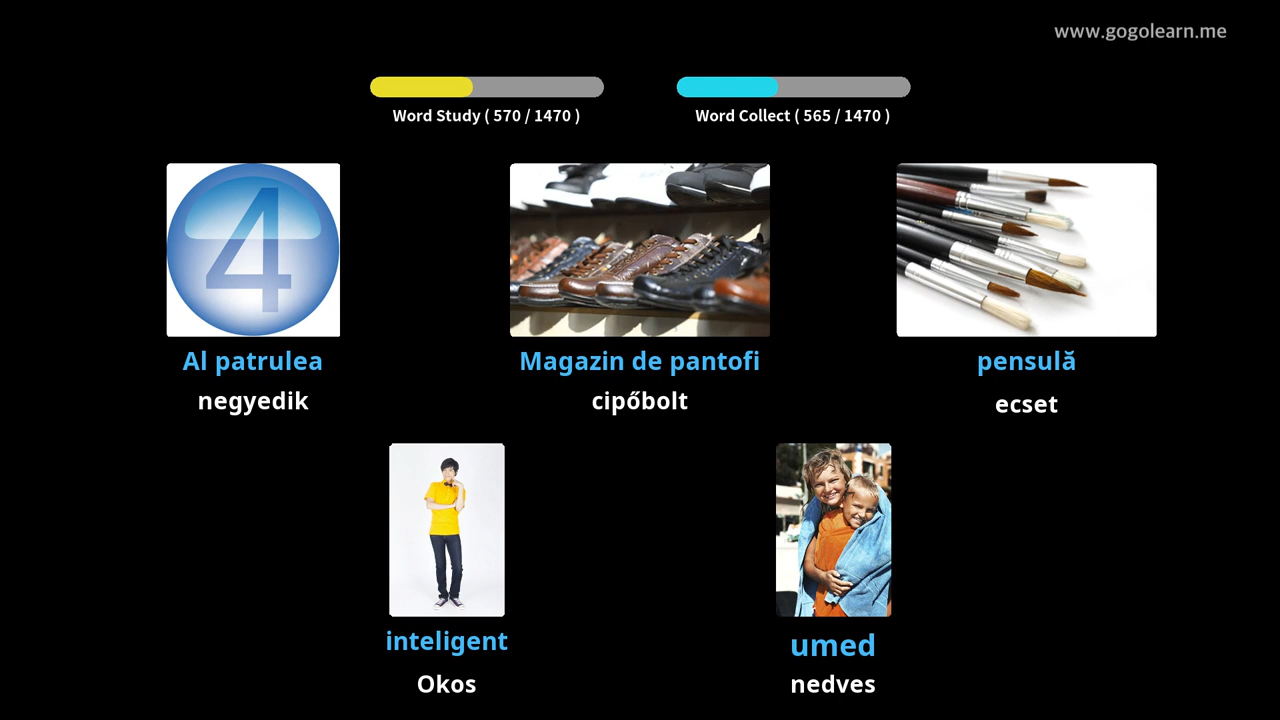 www.gogolearn.me
Word Study ( 570 / 1470 )
Word Collect ( 565 / 1470 )
4
Al patrulea
Magazin de pantofi
pensulă
negyedik
cipőbolt
ecset
inteligent
umed
Okos
nedves